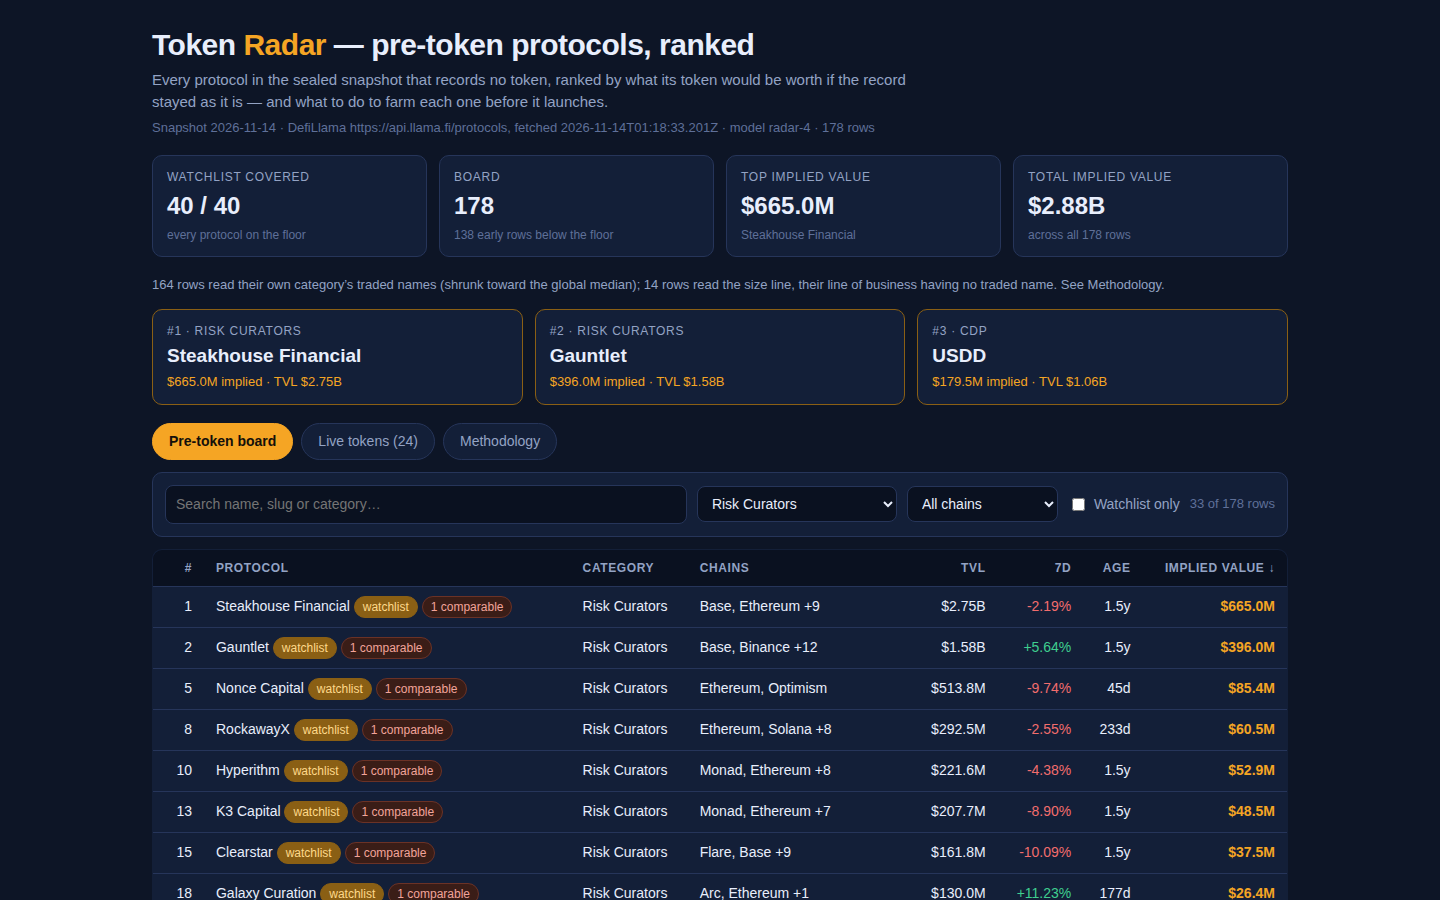 Token Radar — pre-token protocols, ranked
Every protocol in the sealed snapshot that records no token, ranked by what its token would be worth if the record
stayed as it is — and what to do to farm each one before it launches.
Snapshot 2026-11-14 · DefiLlama https://api.llama.fi/protocols, fetched 2026-11-14T01:18:33.201Z · model radar-4 · 178 rows
WATCHLIST COVERED
40 / 40
every protocol on the floor
BOARD
178
138 early rows below the floor
TOP IMPLIED VALUE
$665.0M
Steakhouse Financial
TOTAL IMPLIED VALUE
$2.88B
across all 178 rows
164 rows read their own category’s traded names (shrunk toward the global median); 14 rows read the size line, their line of business having no traded name. See Methodology.
#1 · RISK CURATORS
Steakhouse Financial
$665.0M implied · TVL $2.75B
#2 · RISK CURATORS
Gauntlet
$396.0M implied · TVL $1.58B
#3 · CDP
USDD
$179.5M implied · TVL $1.06B
Pre-token board Live tokens (24) Methodology
Search name, slug or category… Risk Curators All chains Watchlist only 33 of 178 rows
# PROTOCOL CATEGORY CHAINS TVL 7D AGE IMPLIED VALUE ↓
1 Steakhouse Financial watchlist 1 comparable Risk Curators Base, Ethereum +9 $2.75B -2.19% 1.5y $665.0M
2 Gauntlet watchlist 1 comparable Risk Curators Base, Binance +12 $1.58B +5.64% 1.5y $396.0M
5 Nonce Capital watchlist 1 comparable Risk Curators Ethereum, Optimism $513.8M -9.74% 45d $85.4M
8 RockawayX watchlist 1 comparable Risk Curators Ethereum, Solana +8 $292.5M -2.55% 233d $60.5M
10 Hyperithm watchlist 1 comparable Risk Curators Monad, Ethereum +8 $221.6M -4.38% 1.5y $52.9M
13 K3 Capital watchlist 1 comparable Risk Curators Monad, Ethereum +7 $207.7M -8.90% 1.5y $48.5M
15 Clearstar watchlist 1 comparable Risk Curators Flare, Base +9 $161.8M -10.09% 1.5y $37.5M
18 Galaxy Curation watchlist 1 comparable Risk Curators Arc, Ethereum +1 $130.0M +11.23% 177d $26.4M